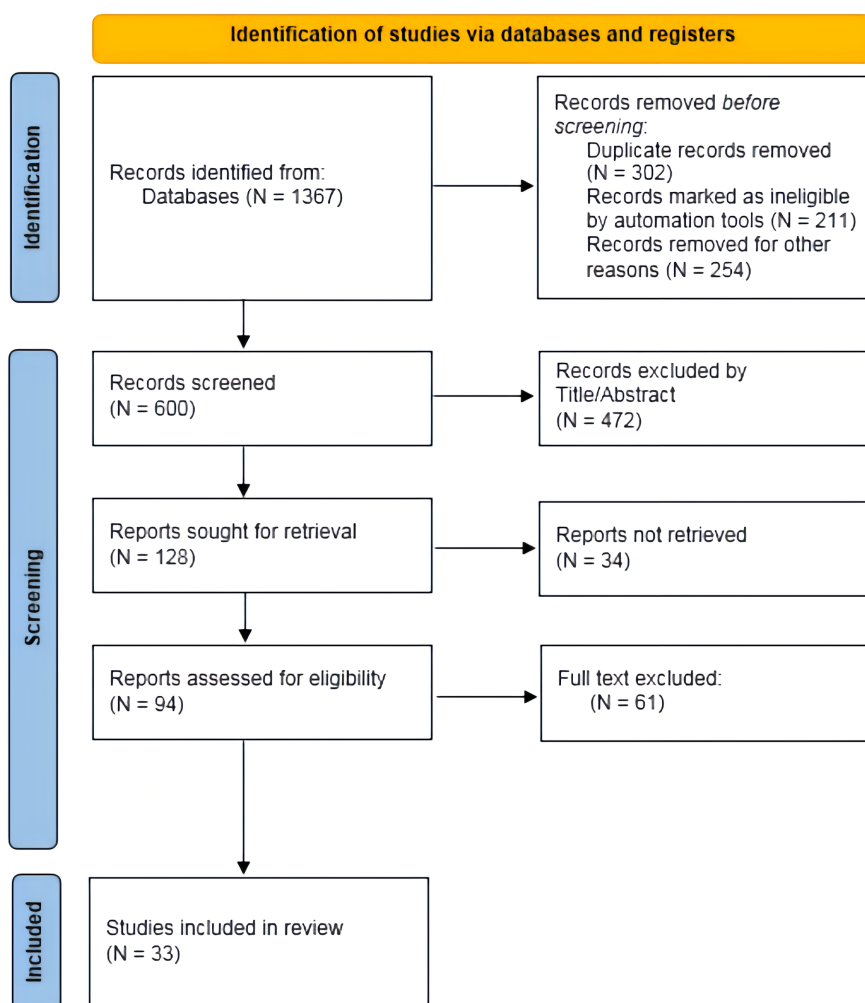 Identification of studies via databases and registers
Identification
Records identified from:
Databases (N = 1367)
Records removed before
screening:
Duplicate records removed
(N = 302)
Records marked as ineligible
by automation tools (N = 211)
Records removed for other
reasons (N = 254)
Screening
Records screened
(N = 600)
Records excluded by
Title/Abstract
(N = 472)
Reports sought for retrieval
(N = 128)
Reports not retrieved
(N = 34)
Reports assessed for eligibility
(N = 94)
Full text excluded:
(N = 61)
Included
Studies included in review
(N = 33)